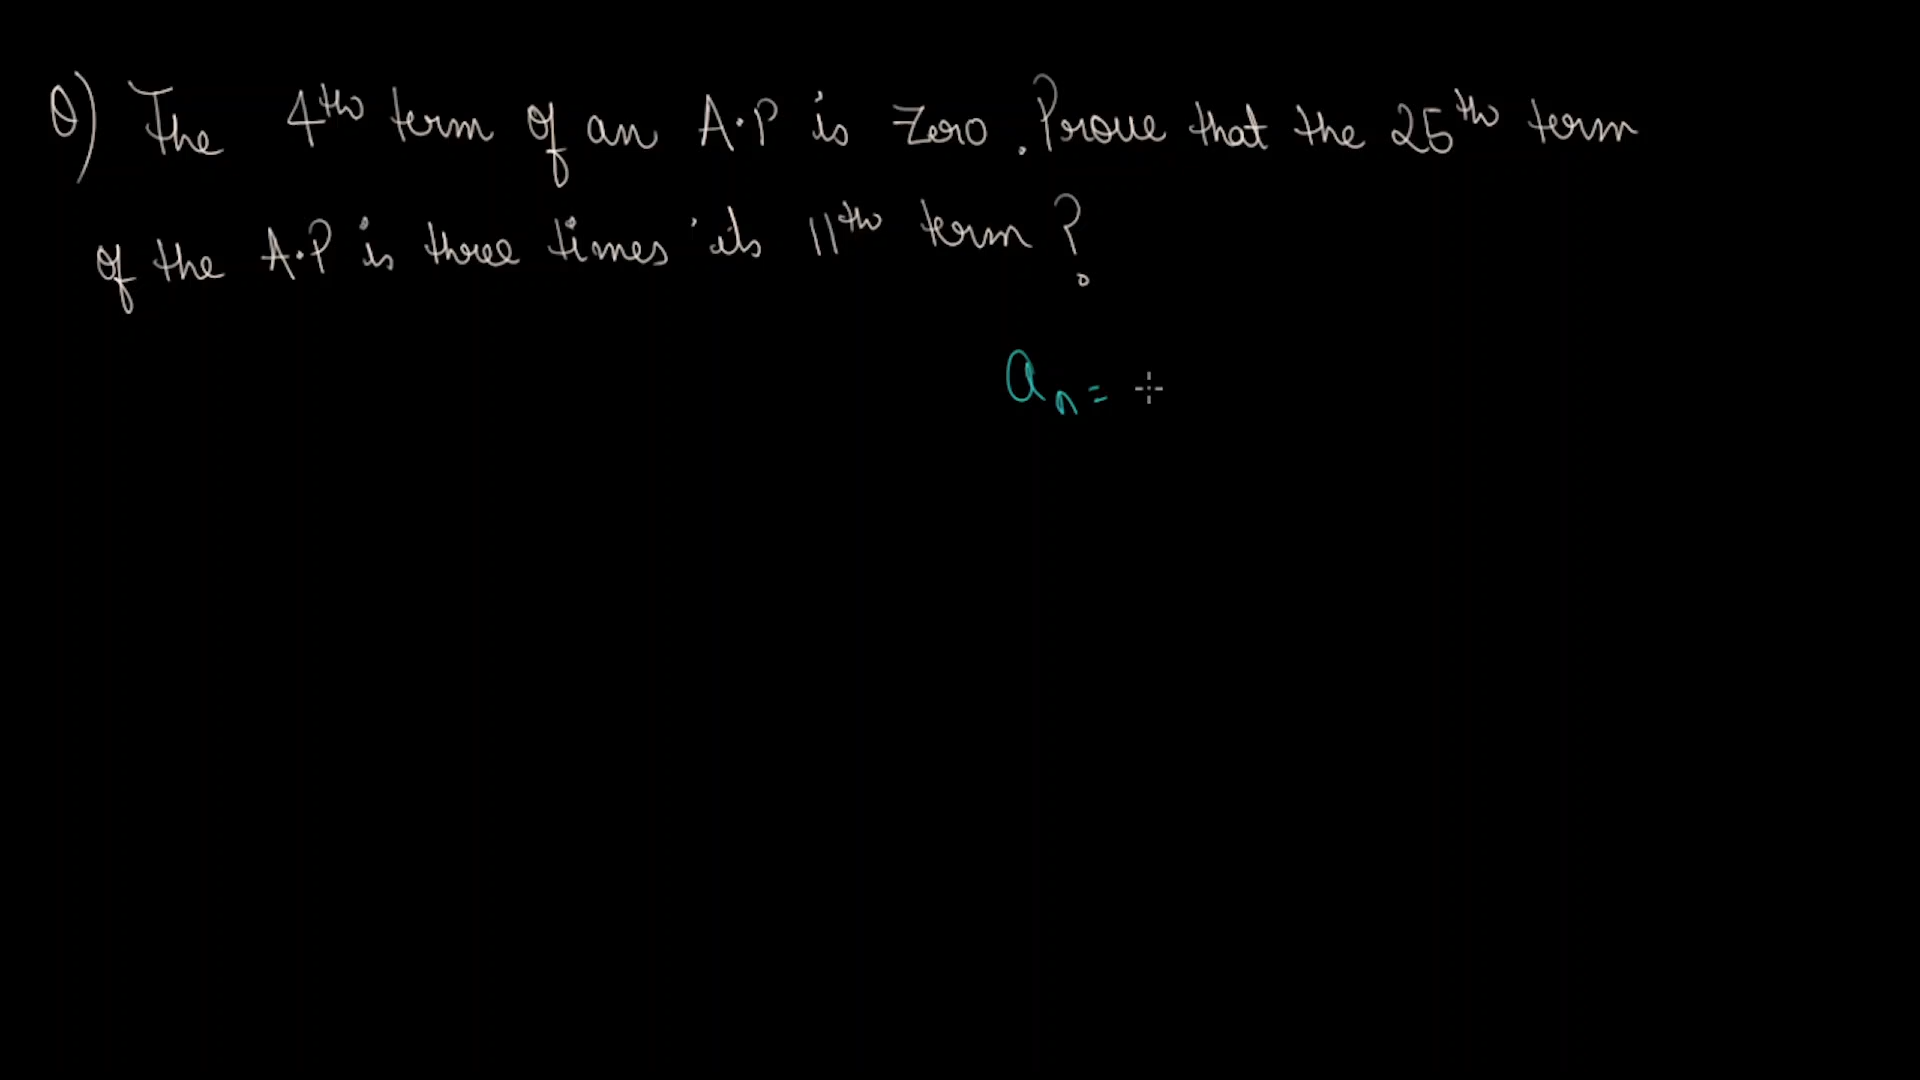 Q) The 4th term of an A.P is Zero. Prove that the 25th term
of the A.P is three times its 11th term ?
an =